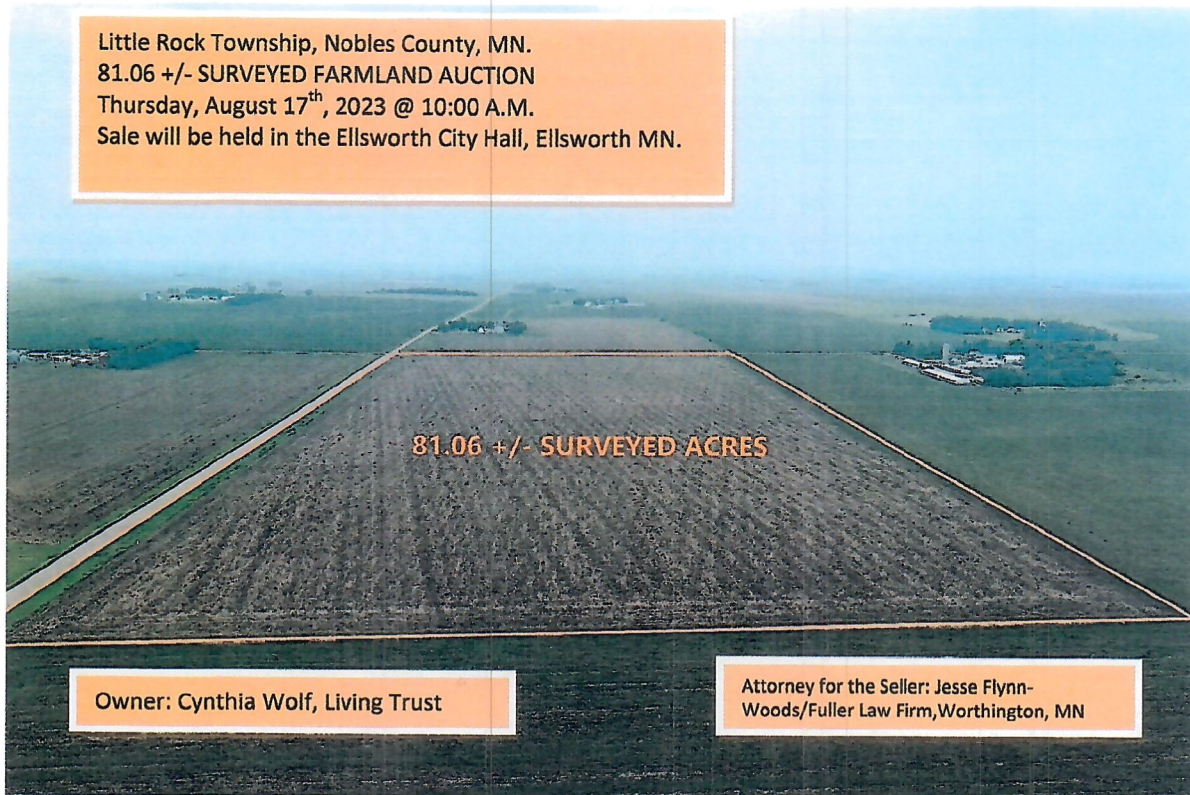 Little Rock Township, Nobles County, MN.
81.06 +/- SURVEYED FARMLAND AUCTION
Thursday, August 17th, 2023 @ 10:00 A.M.
Sale will be held in the Ellsworth City Hall, Ellsworth MN.
81.06 +/- SURVEYED ACRES
Owner: Cynthia Wolf, Living Trust
Attorney for the Seller: Jesse Flynn-
Woods/Fuller Law Firm,Worthington, MN